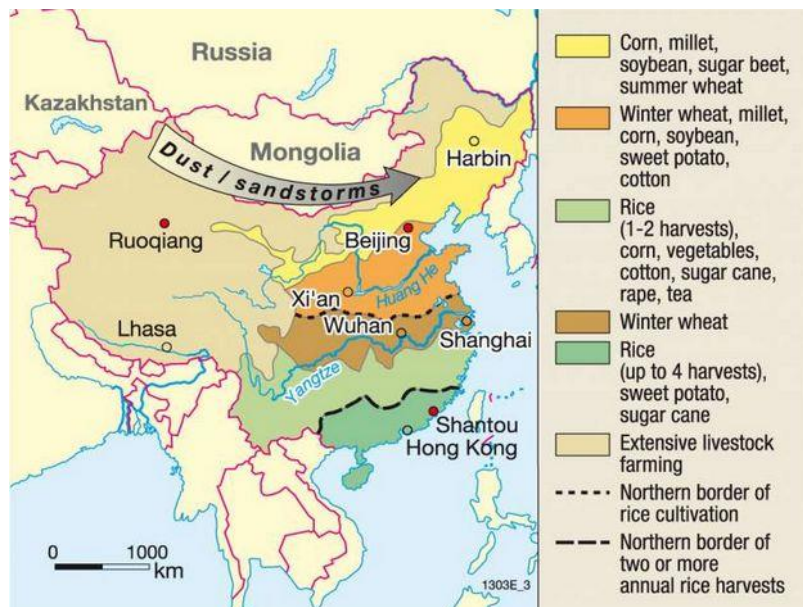 Russia
Kazakhstan
Mongolia
Dust / sandstorms
Harbin
Ruoqiang
Beijing
Huang He
Xi'an
Lhasa
Wuhan
Shanghai
Yangtze
Shantou
Hong Kong
0 1000
km
1303E_3
Corn, millet,
soybean, sugar beet,
summer wheat
Winter wheat, millet,
corn, soybean,
sweet potato,
cotton
Rice
(1-2 harvests),
corn, vegetables,
cotton, sugar cane,
rape, tea
Winter wheat
Rice
(up to 4 harvests),
sweet potato,
sugar cane
Extensive livestock
farming
Northern border of
rice cultivation
Northern border of
two or more
annual rice harvests